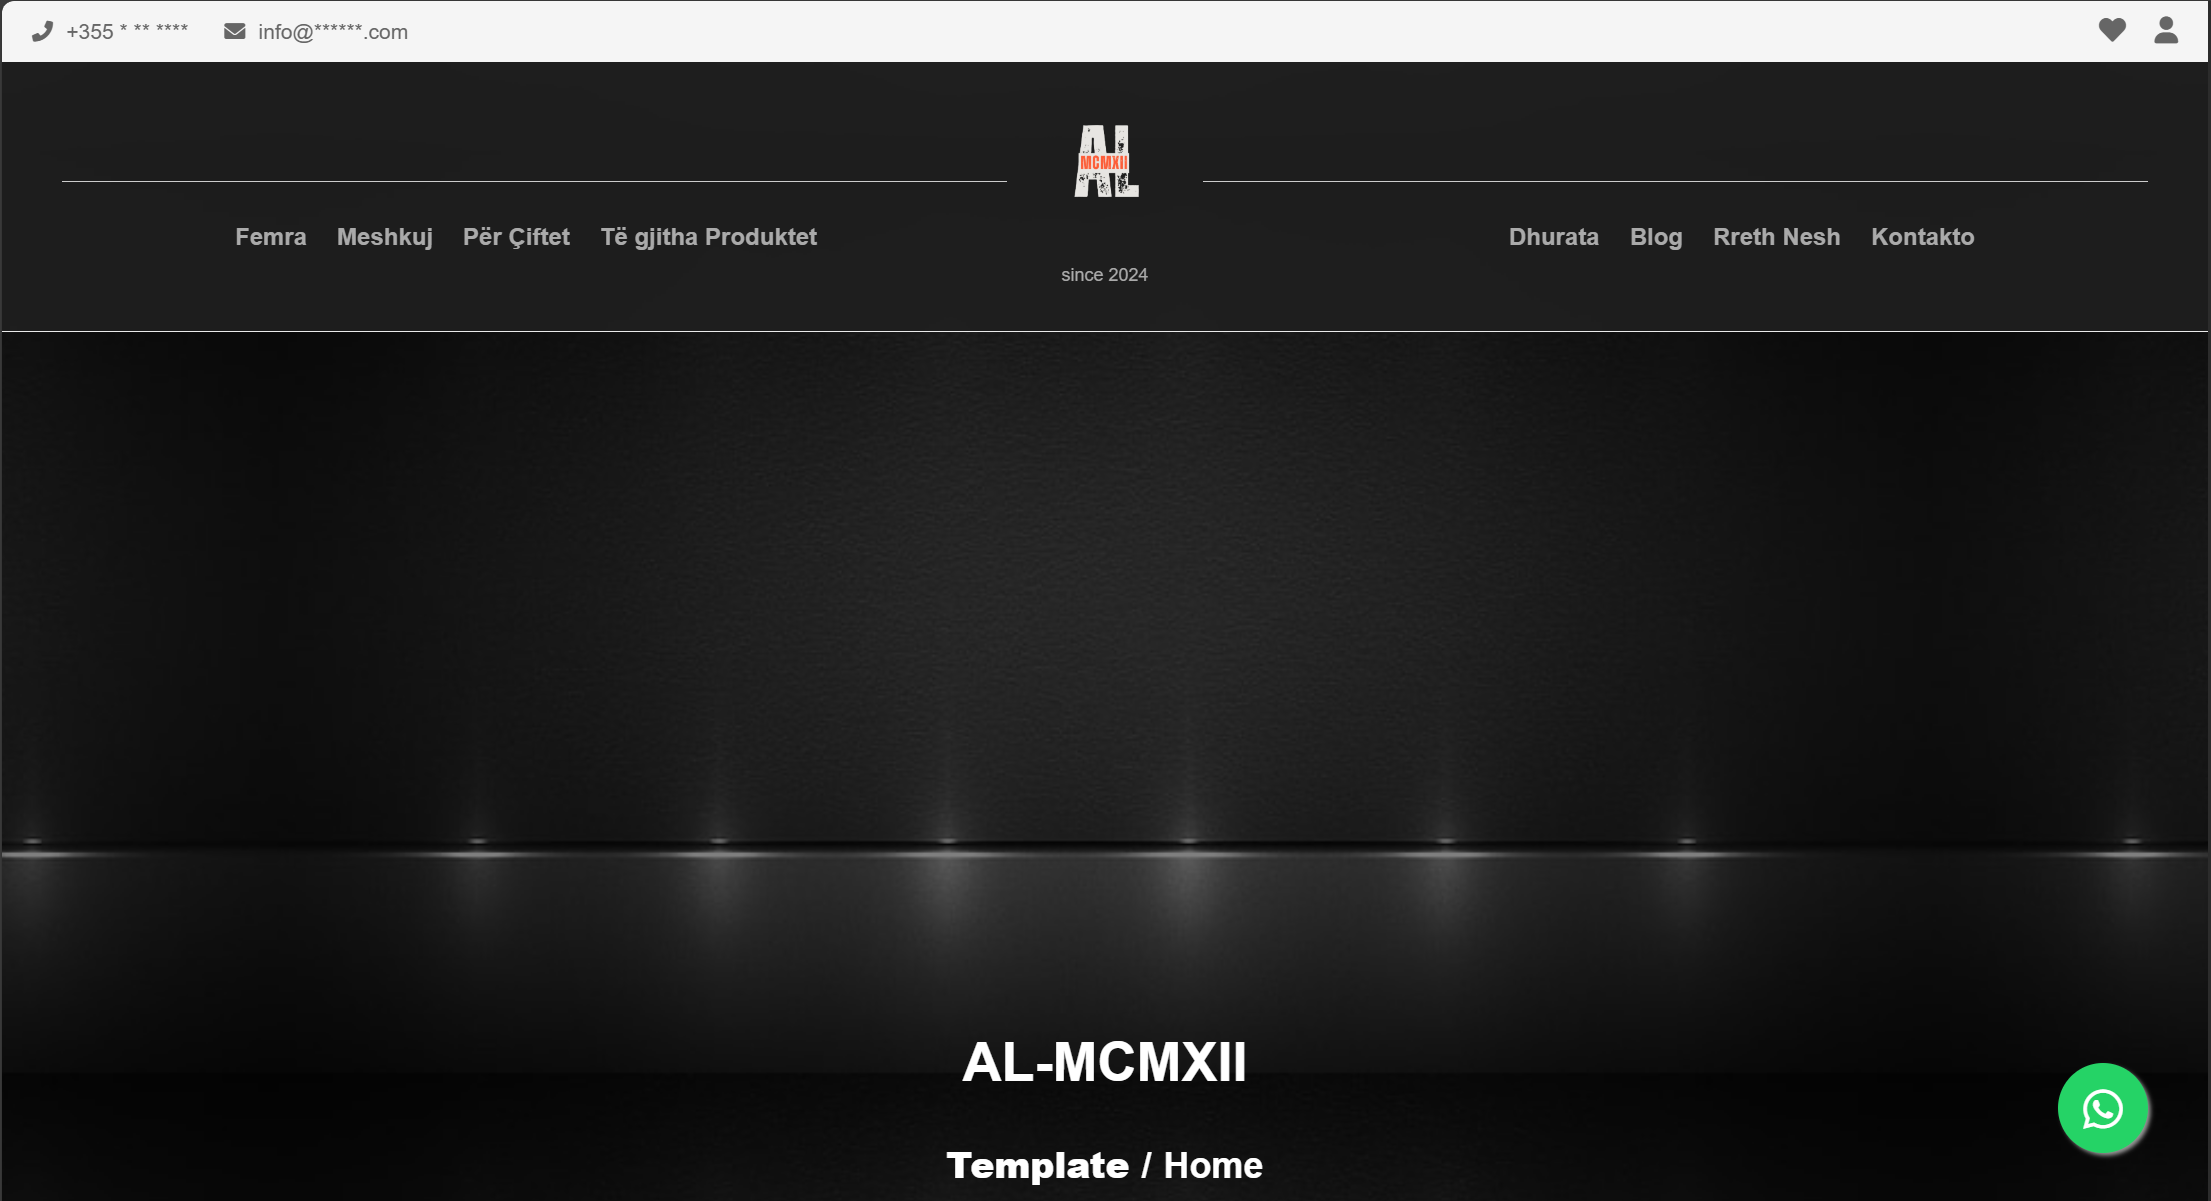 +355 * ** **** info@******.com
AL
MCMXII
Femra Meshkuj Për Çiftet Të gjitha Produktet
Dhurata Blog Rreth Nesh Kontakto
since 2024
AL-MCMXII
Template / Home